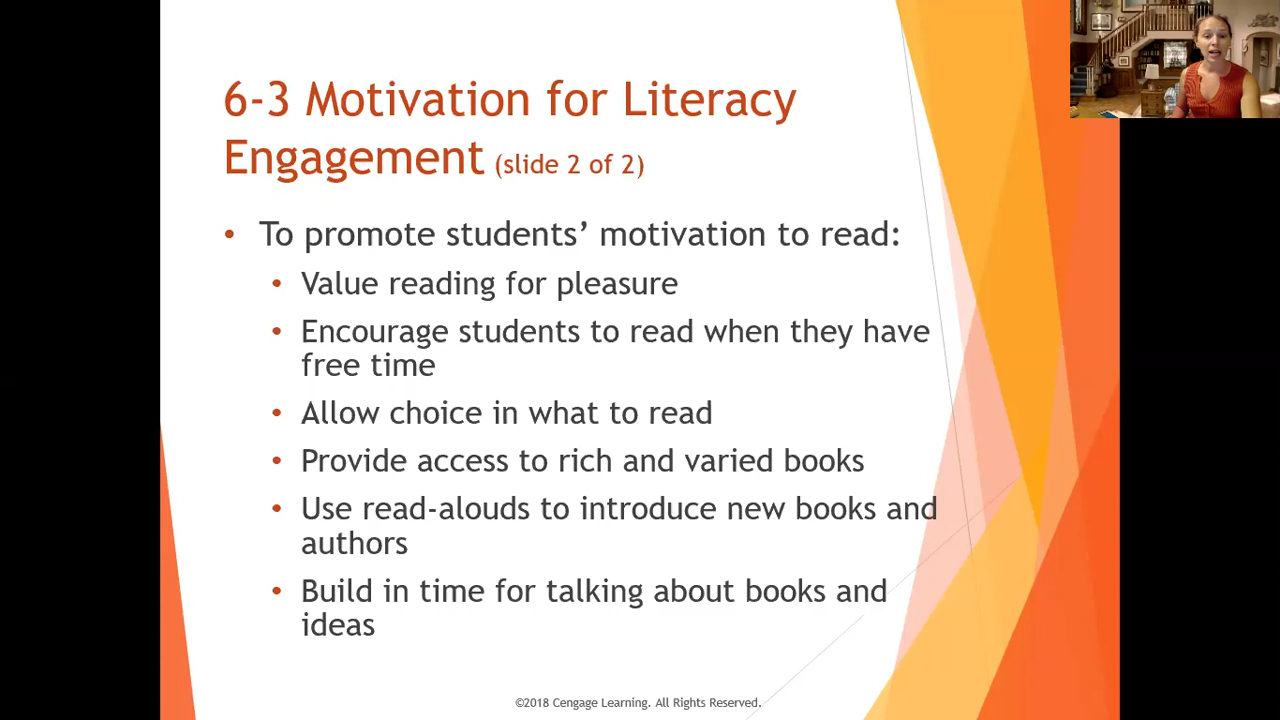 6-3 Motivation for Literacy
Engagement (slide 2 of 2)
• To promote students’ motivation to read:
• Value reading for pleasure
• Encourage students to read when they have
free time
• Allow choice in what to read
• Provide access to rich and varied books
• Use read-alouds to introduce new books and
authors
• Build in time for talking about books and
ideas
©2018 Cengage Learning. All Rights Reserved.